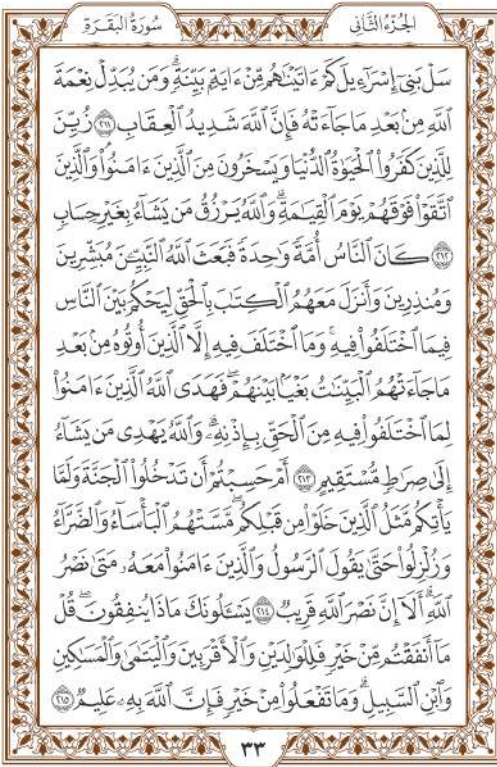 سُورَةُ البَقَرَةِ
الجُزْءُ الثَّانِي
سَلْ بَنِىٓ إِسْرَٰٓءِيلَ كَمْ ءَاتَيْنَٰهُم مِّنْ ءَايَةِۭ بَيِّنَةٍۗ وَمَن يُبَدِّلْ نِعْمَةَ
ٱللَّهِ مِنۢ بَعْدِ مَا جَآءَتْهُ فَإِنَّ ٱللَّهَ شَدِيدُ ٱلْعِقَابِ ٢١١ زُيِّنَ
لِلَّذِينَ كَفَرُوا۟ ٱلْحَيَوٰةُ ٱلدُّنْيَا وَيَسْخَرُونَ مِنَ ٱلَّذِينَ ءَامَنُوا۟ۘ وَٱلَّذِينَ
ٱتَّقَوْا۟ فَوْقَهُمْ يَوْمَ ٱلْقِيَٰمَةِۗ وَٱللَّهُ يَرْزُقُ مَن يَشَآءُ بِغَيْرِ حِسَابٍ
٢١٢ كَانَ ٱلنَّاسُ أُمَّةً وَٰحِدَةً فَبَعَثَ ٱللَّهُ ٱلنَّبِيِّۦنَ مُبَشِّرِينَ
وَمُنذِرِينَ وَأَنزَلَ مَعَهُمُ ٱلْكِتَٰبَ بِٱلْحَقِّ لِيَحْكُمَ بَيْنَ ٱلنَّاسِ
فِيمَا ٱخْتَلَفُوا۟ فِيهِۚ وَمَا ٱخْتَلَفَ فِيهِ إِلَّا ٱلَّذِينَ أُوتُوهُ مِنۢ بَعْدِ
مَا جَآءَتْهُمُ ٱلْبَيِّنَٰتُ بَغْيَۢا بَيْنَهُمْۖ فَهَدَى ٱللَّهُ ٱلَّذِينَ ءَامَنُوا۟
لِمَا ٱخْتَلَفُوا۟ فِيهِ مِنَ ٱلْحَقِّ بِإِذْنِهِۦۗ وَٱللَّهُ يَهْدِى مَن يَشَآءُ
إِلَىٰ صِرَٰطٍ مُّسْتَقِيمٍ ٢١٣ أَمْ حَسِبْتُمْ أَن تَدْخُلُوا۟ ٱلْجَنَّةَ وَلَمَّا
يَأْتِكُم مَّثَلُ ٱلَّذِينَ خَلَوْا۟ مِن قَبْلِكُمۖ مَّسَّتْهُمُ ٱلْبَأْسَآءُ وَٱلضَّرَّآءُ
وَزُلْزِلُوا۟ حَتَّىٰ يَقُولَ ٱلرَّسُولُ وَٱلَّذِينَ ءَامَنُوا۟ مَعَهُۥ مَتَىٰ نَصْرُ
ٱللَّهِۗ أَلَآ إِنَّ نَصْرَ ٱللَّهِ قَرِيبٌ ٢١٤ يَسْـَٔلُونَكَ مَاذَا يُنفِقُونَۖ قُلْ
مَآ أَنفَقْتُم مِّنْ خَيْرٍ فَلِلْوَٰلِدَيْنِ وَٱلْأَقْرَبِينَ وَٱلْيَتَٰمَىٰ وَٱلْمَسَٰكِينِ
وَٱبْنِ ٱلسَّبِيلِۗ وَمَا تَفْعَلُوا۟ مِنْ خَيْرٍ فَإِنَّ ٱللَّهَ بِهِۦ عَلِيمٌ ٢١٥
٣٣